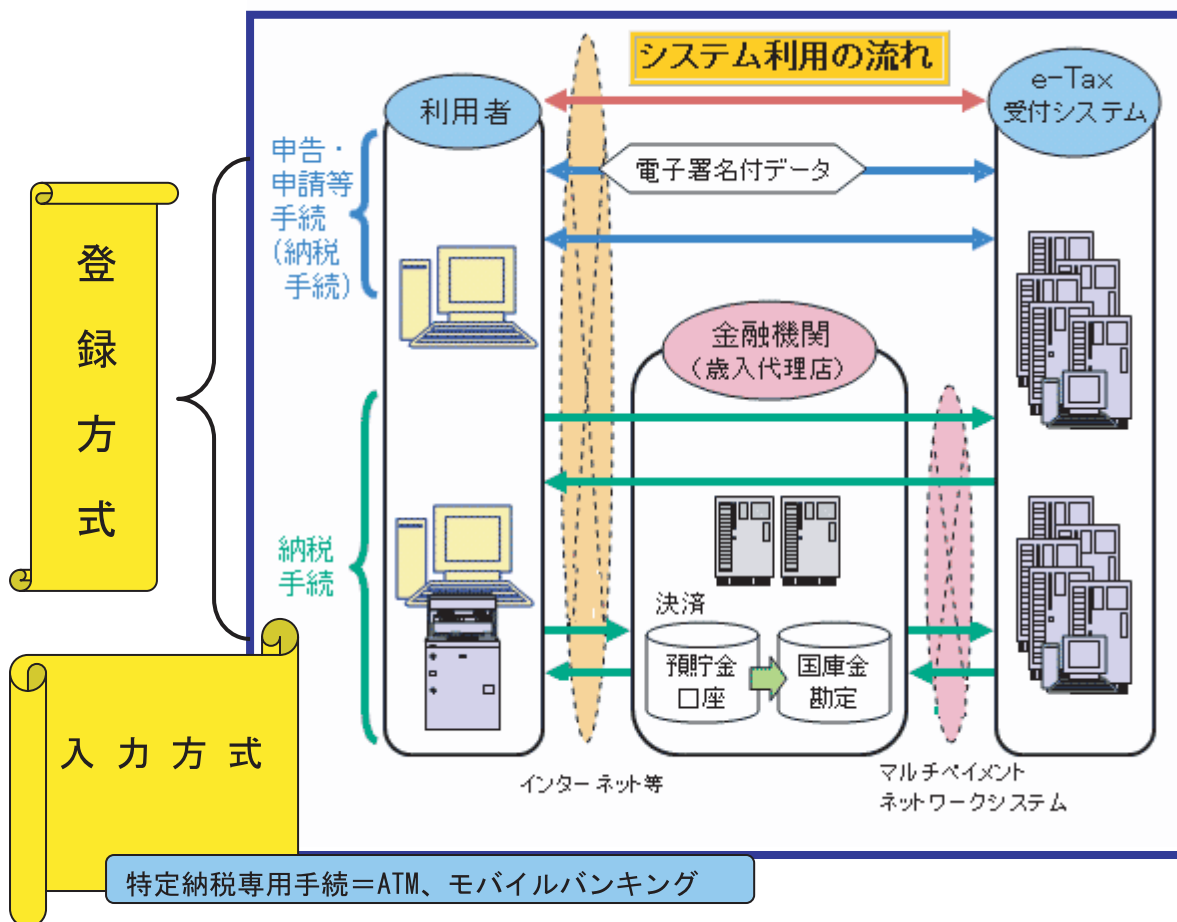 システム利用の流れ
利用者
e-Tax
受付システム
申告・
申請等
手続
(納税
手続)
電子署名付データ
登
録
方
式
金融機関
(歳入代理店)
納税
手続
決済
預貯金
口座
国庫金
勘定
入力方式
インターネット等
マルチペイメント
ネットワークシステム
特定納税専用手続=ATM、モバイルバンキング